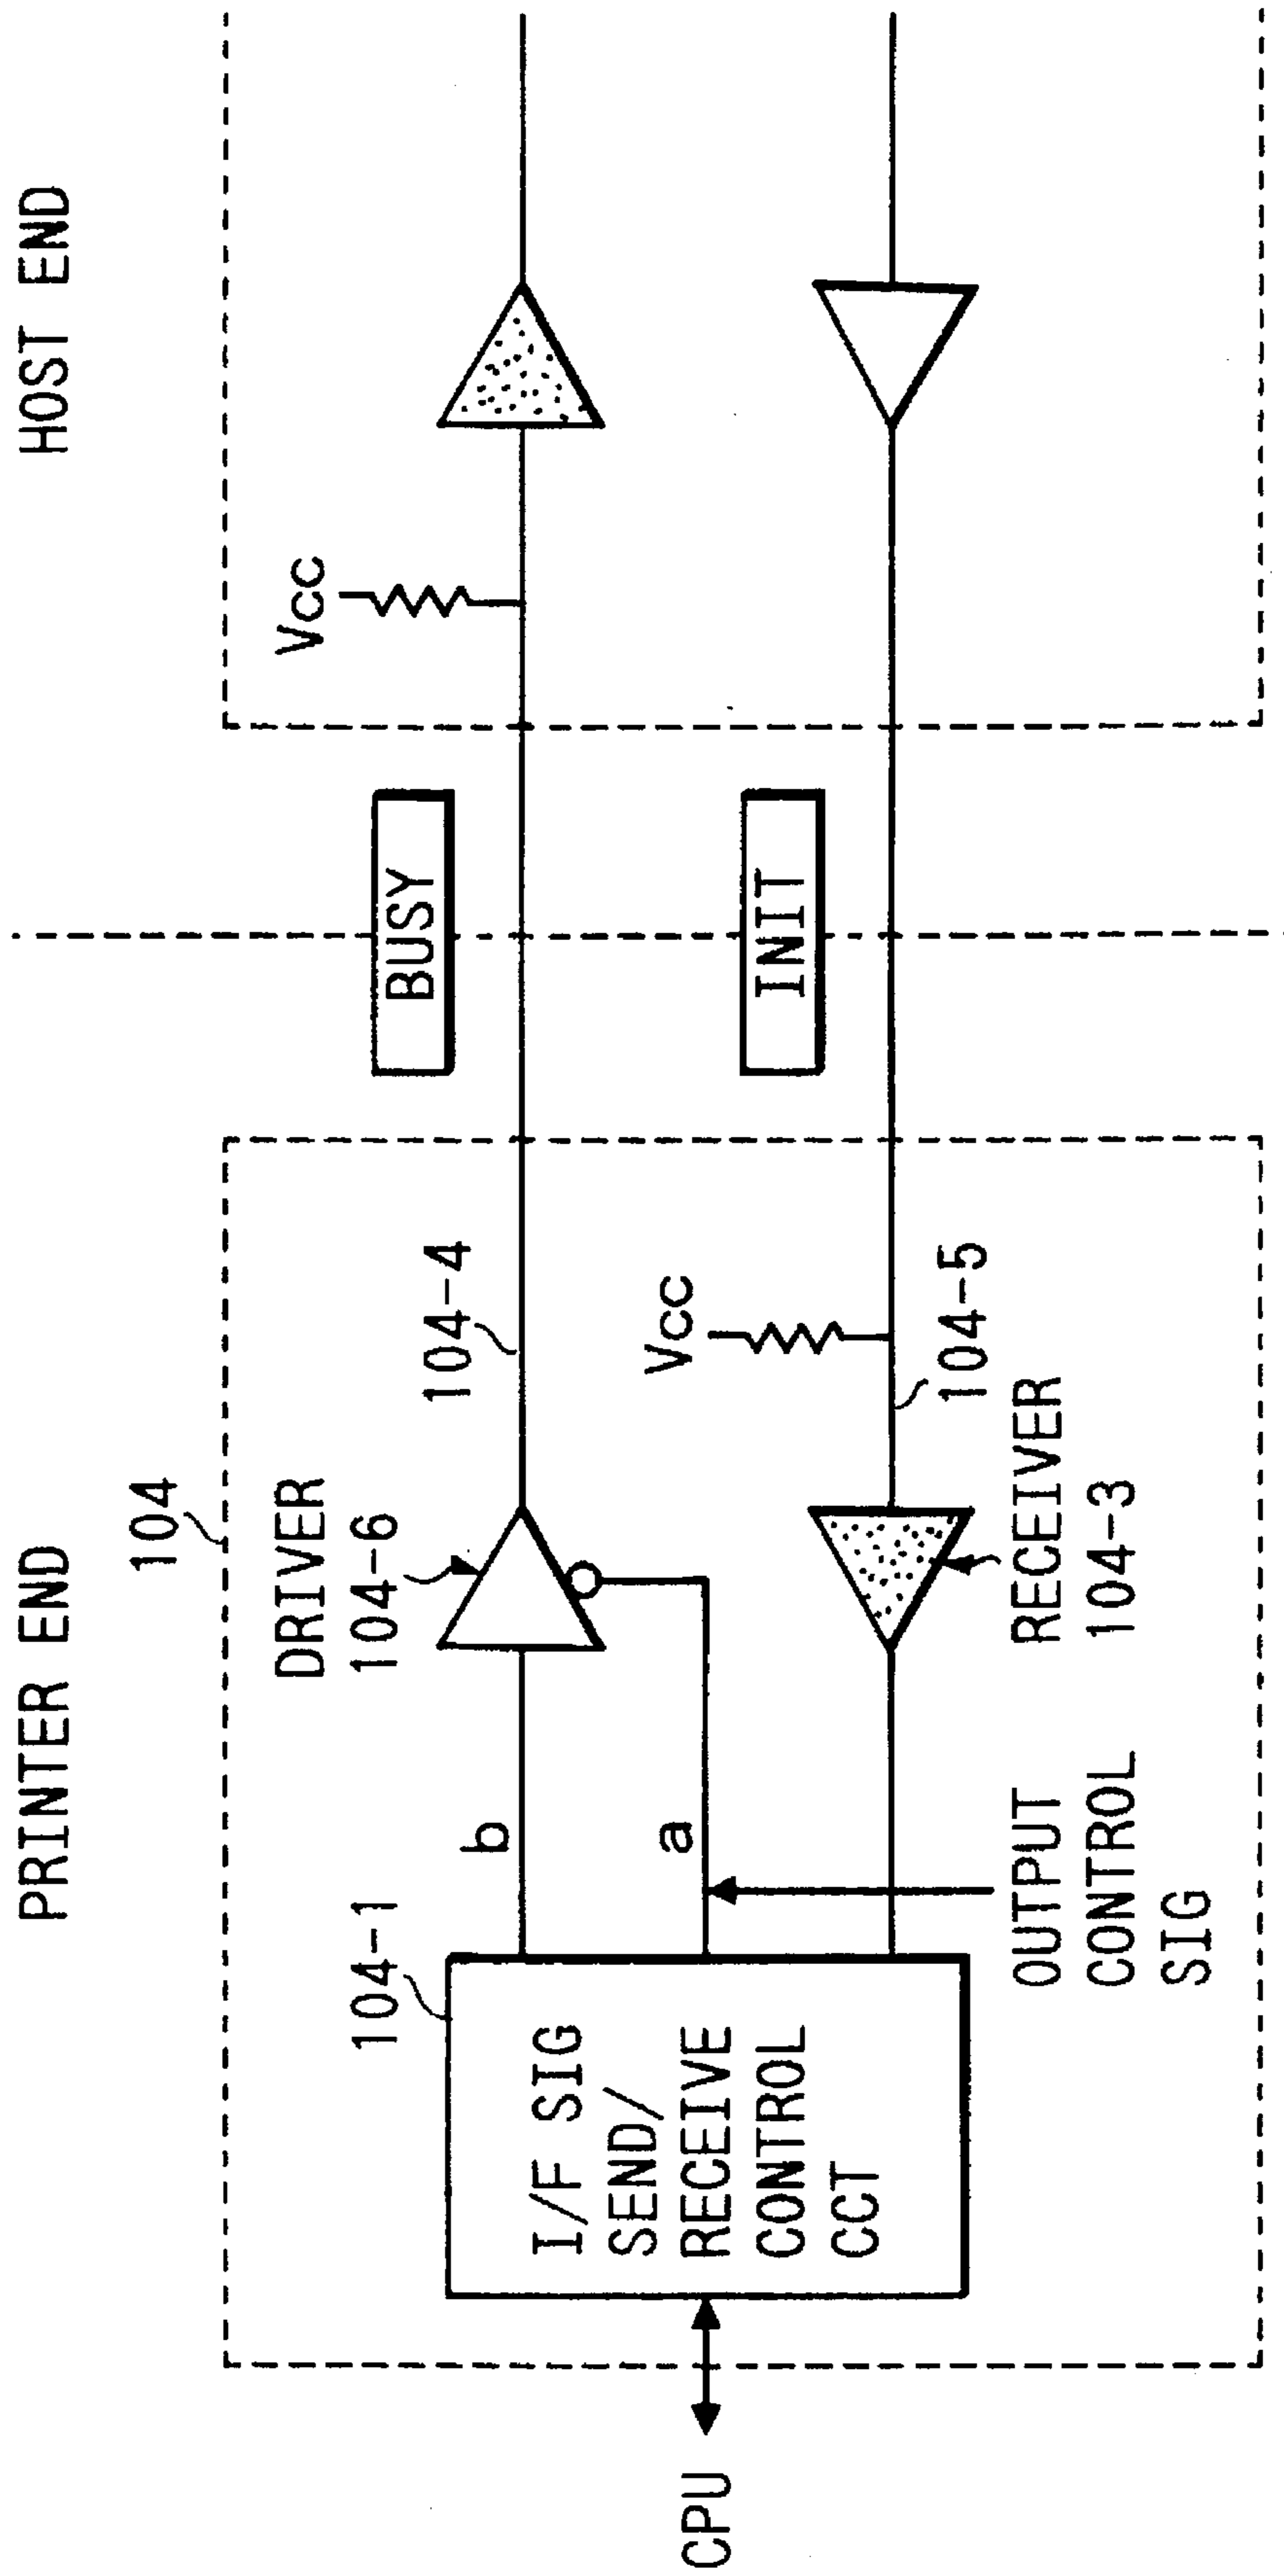 PRINTER END
HOST END
104
DRIVER
104-6
104-4
Vcc
BUSY
104-1
b
a
Vcc
INIT
I/F SIG
SEND/
RECEIVE
CONTROL
CCT
CPU
104-5
RECEIVER
104-3
OUTPUT
CONTROL
SIG